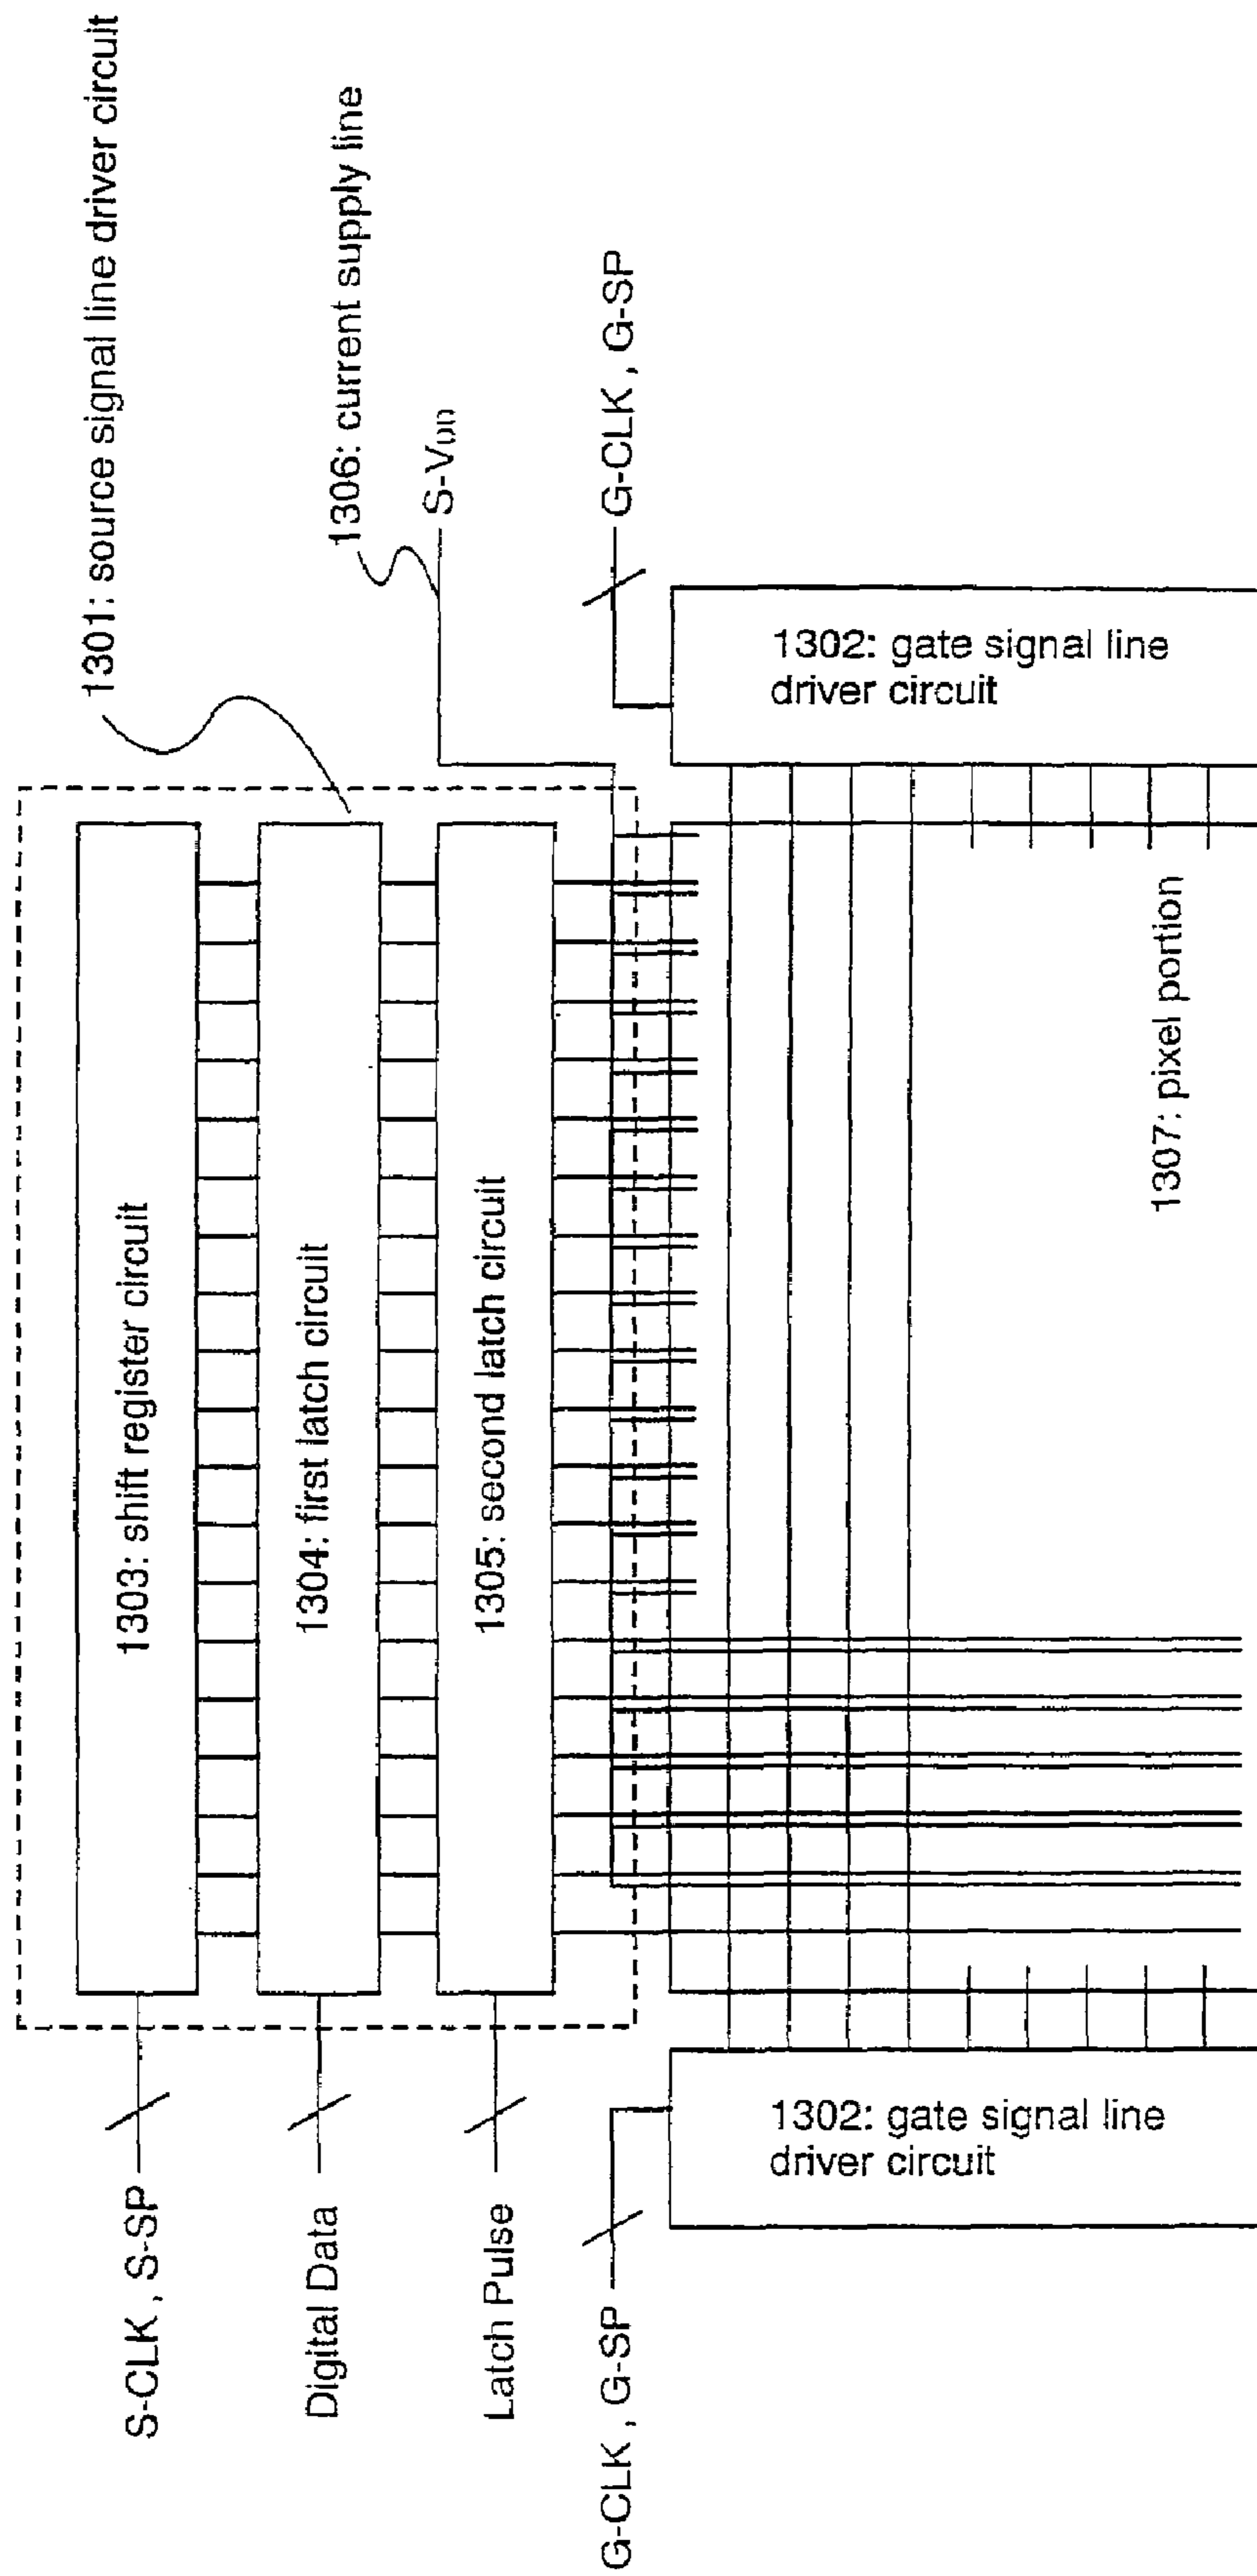 1301: source signal line driver circuit
1306: current supply line
S-VDD
G-CLK , G-SP
1303: shift register circuit
1304: first latch circuit
1305: second latch circuit
S-CLK , S-SP
Digital Data
Latch Pulse
G-CLK , G-SP
1302: gate signal line
driver circuit
1302: gate signal line
driver circuit
1307: pixel portion